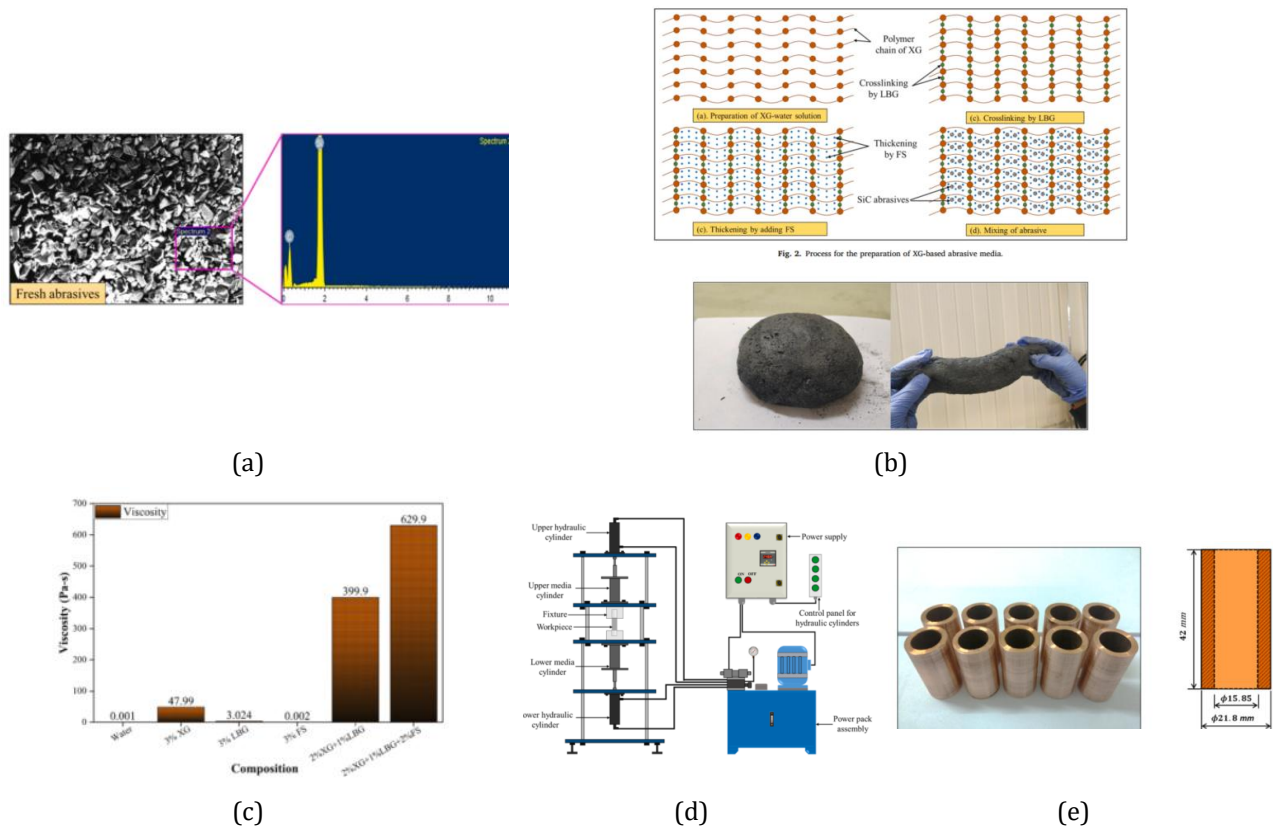 Spectrum 2
Spectrum
Fresh abrasives
0 2 4 6 8 10
(a)
Polymer
chain of XG
Crosslinking
by LBG
(a). Preparation of XG-water solution
(c). Crosslinking by LBG
Thickening
by FS
SiC abrasives
(c). Thickening by adding FS
(d). Mixing of abrasive
Fig. 2. Process for the preparation of XG-based abrasive media.
(b)
Viscosity
Viscosity (Pa-s)
700
600
500
400
300
200
100
0
0.001
47.99
3.024
0.002
399.9
629.9
Water
3% XG
3% LBG
3% FS
2%XG+1%LBG
2%XG+1%LBG+2%FS
Composition
(c)
Upper hydraulic
cylinder
Upper media
cylinder
Fixture
Workpiece
Lower media
cylinder
ower hydraulic
cylinder
ON OFF
Power supply
Control panel for
hydraulic cylinders
Power pack
assembly
(d)
42 mm
ϕ15.85
ϕ21.8 mm
(e)